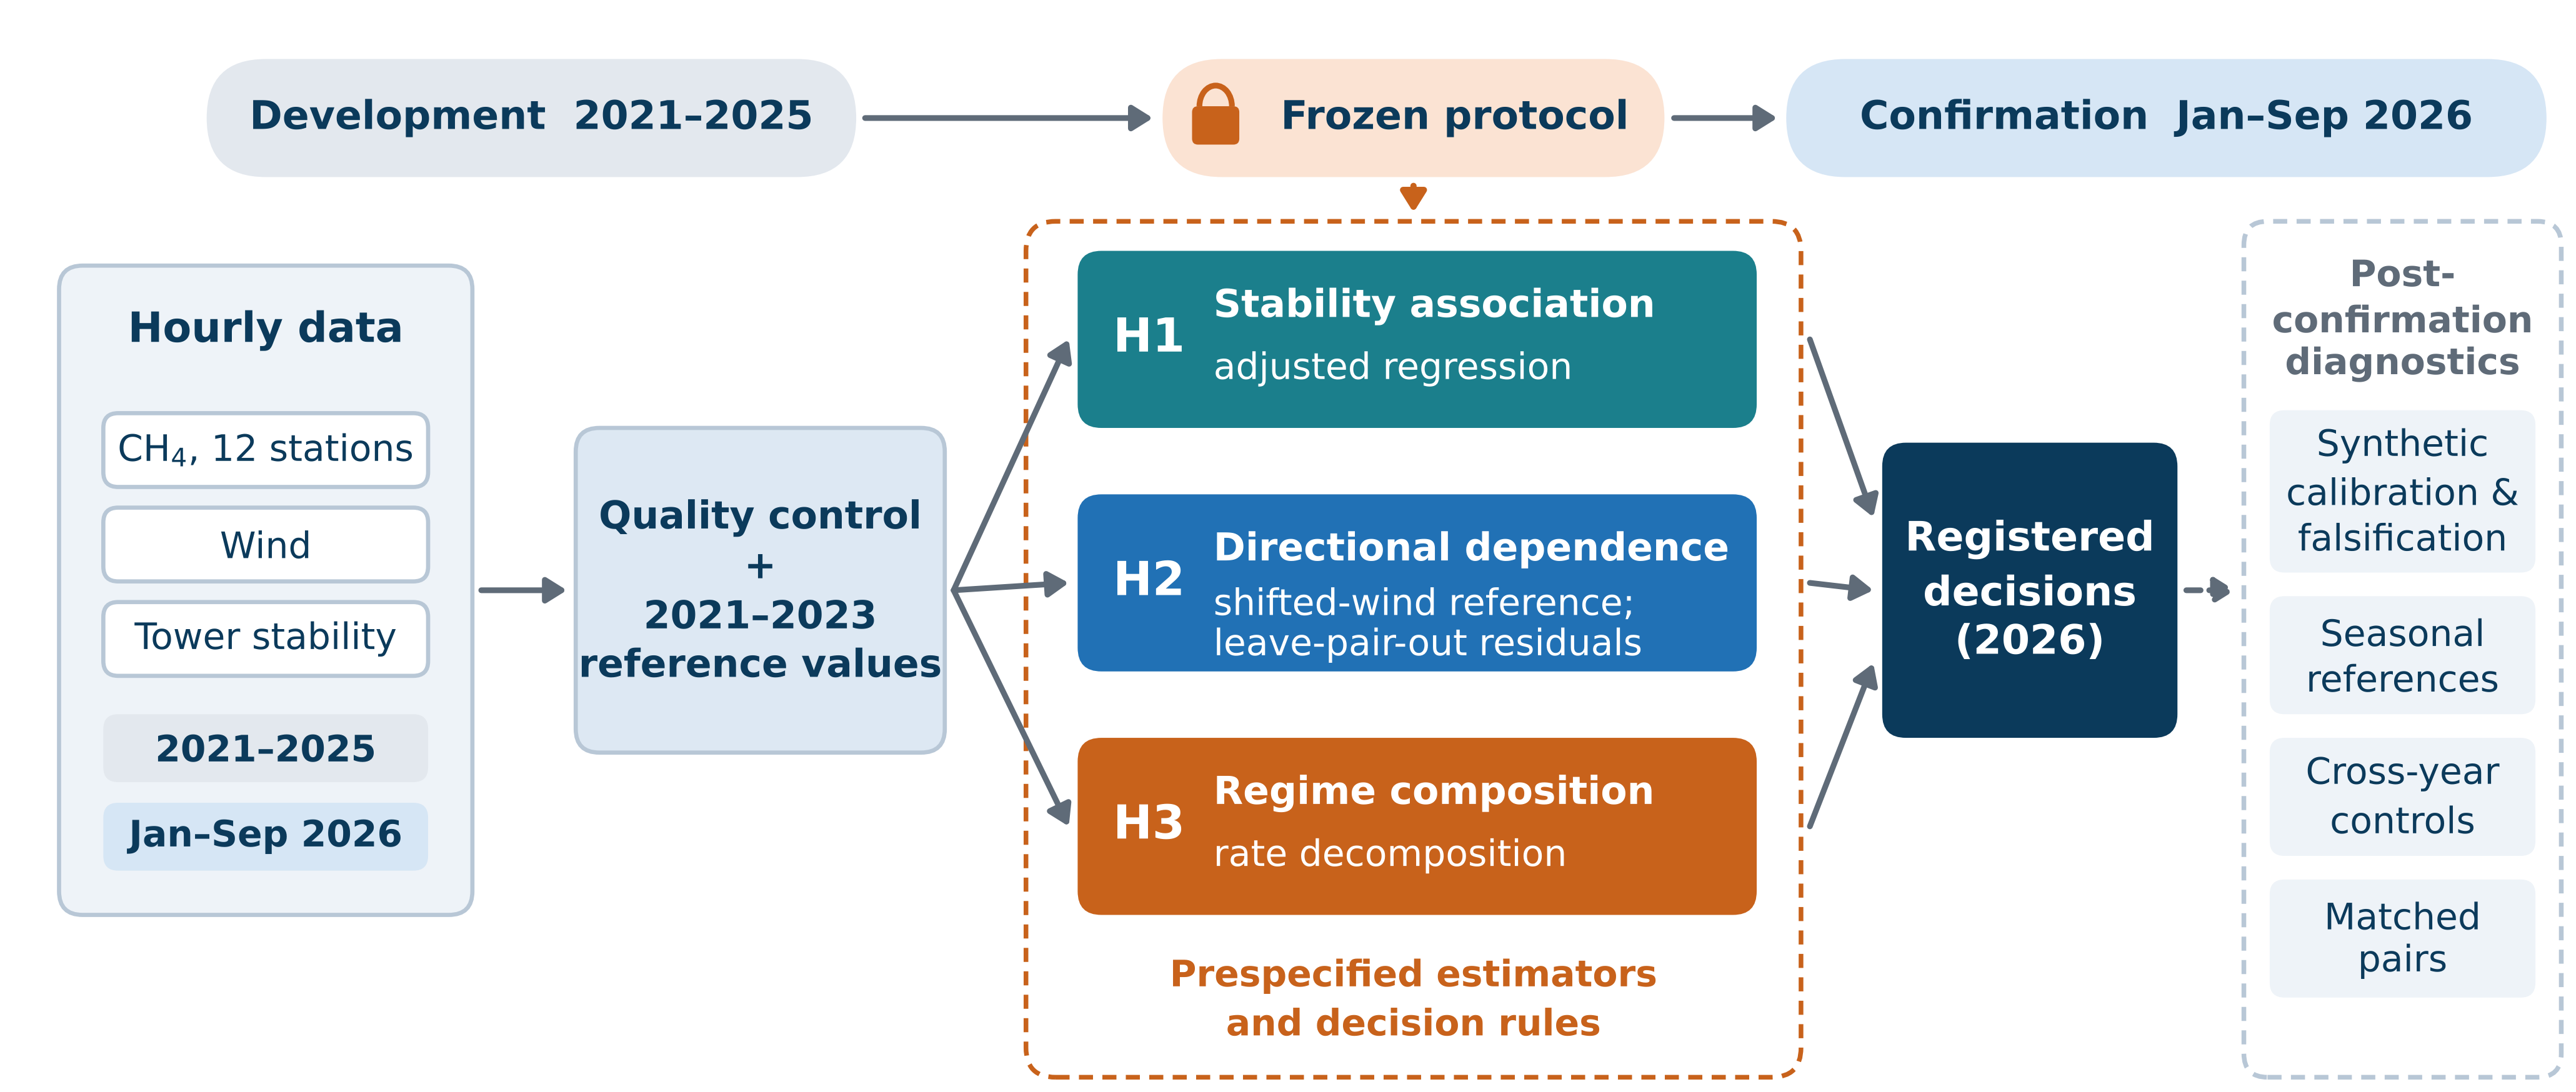 Development 2021–2025
Frozen protocol
Confirmation Jan–Sep 2026
Hourly data
CH₄, 12 stations
Wind
Tower stability
2021–2025
Jan–Sep 2026
Quality control
+
2021–2023
reference values
H1
Stability association
adjusted regression
H2
Directional dependence
shifted-wind reference;
leave-pair-out residuals
H3
Regime composition
rate decomposition
Prespecified estimators
and decision rules
Registered
decisions
(2026)
Post-
confirmation
diagnostics
Synthetic
calibration &
falsification
Seasonal
references
Cross-year
controls
Matched
pairs